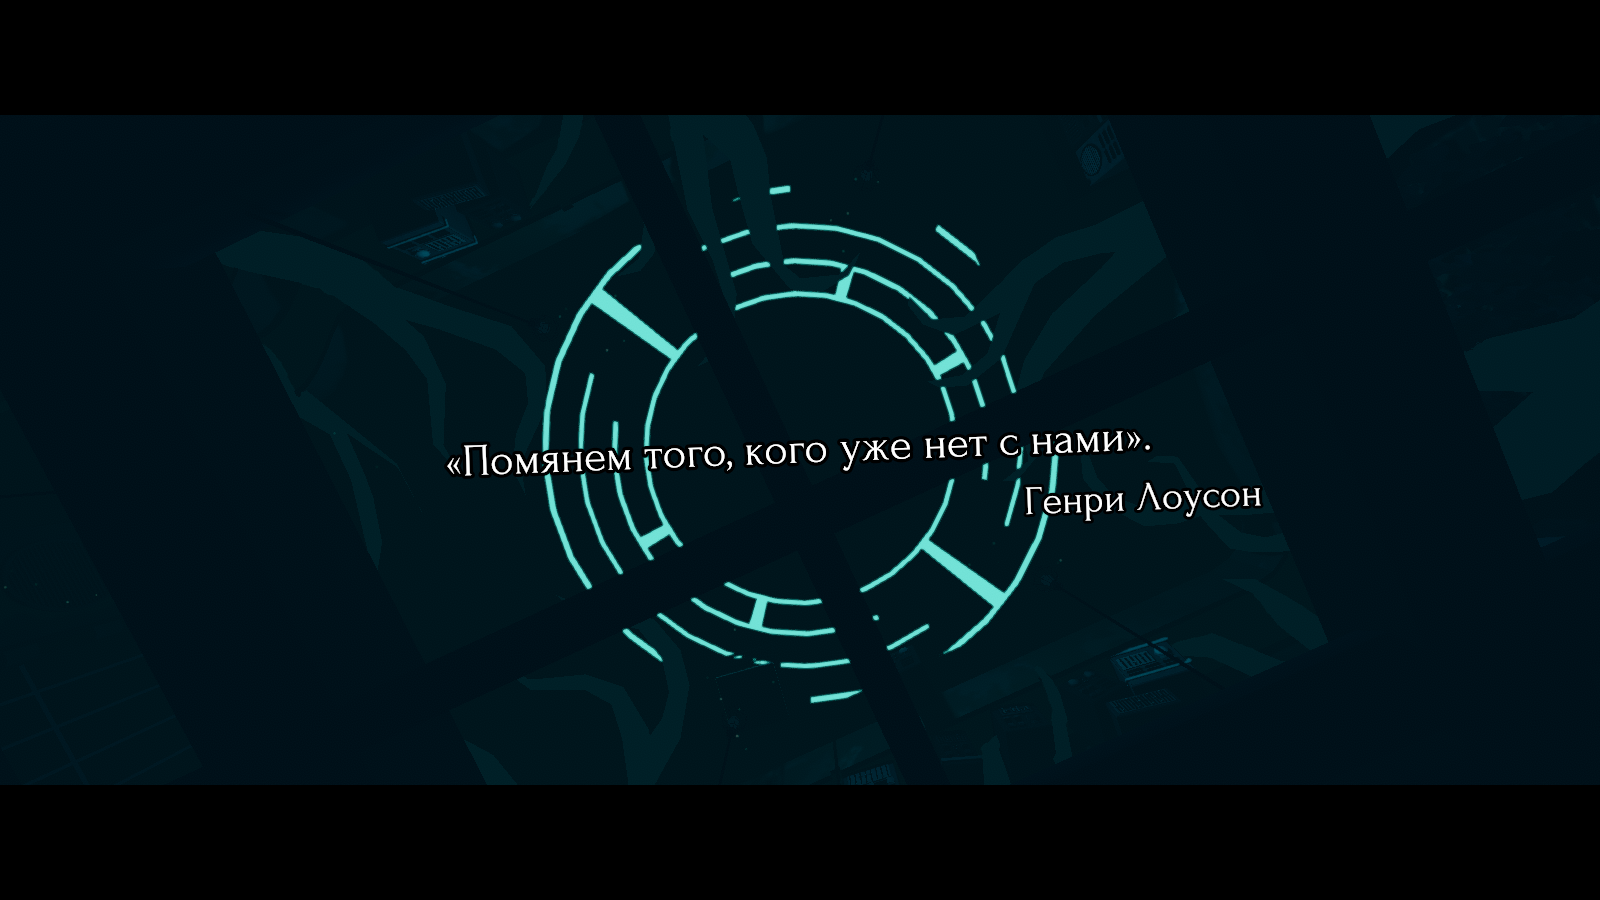 «Помянем того, кого уже нет с нами».
Генри Лоусон